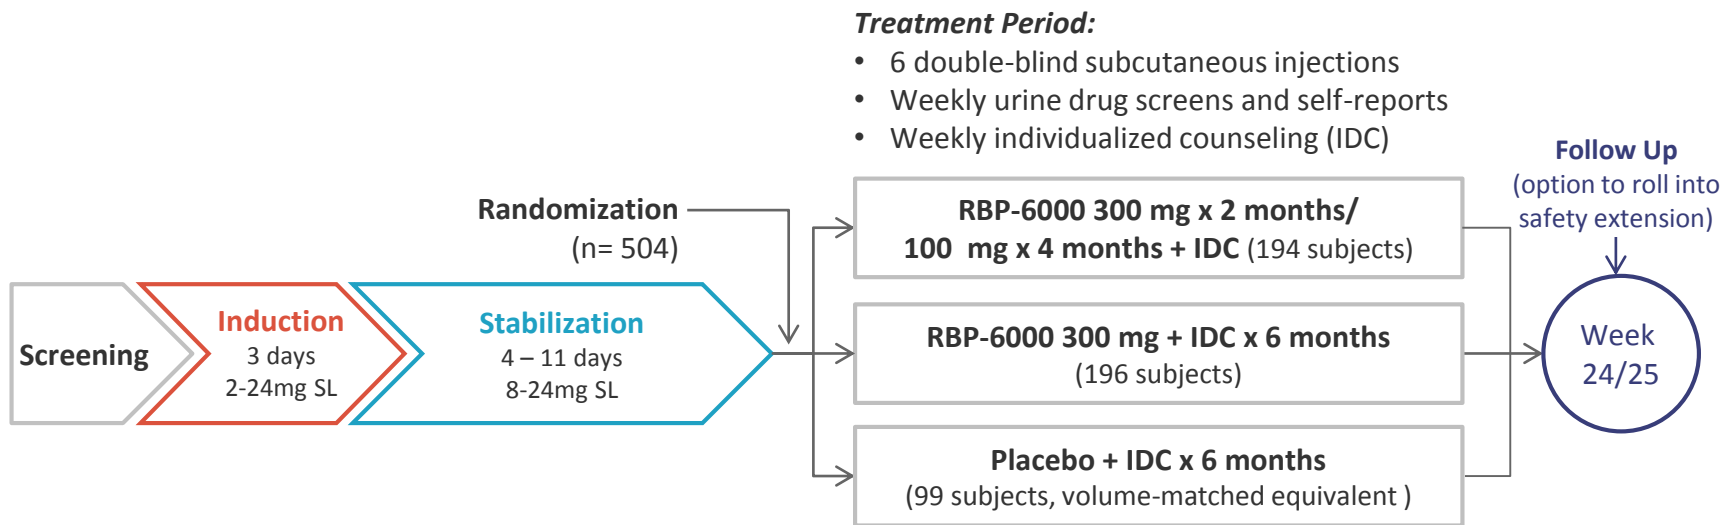 Treatment Period:
• 6 double-blind subcutaneous injections
• Weekly urine drug screens and self-reports
• Weekly individualized counseling (IDC)
Follow Up
(option to roll into
safety extension)
Randomization
(n= 504)
RBP-6000 300 mg x 2 months/
100  mg x 4 months + IDC (194 subjects)
Screening
Induction
3 days
2-24mg SL
Stabilization
4 – 11 days
8-24mg SL
RBP-6000 300 mg + IDC x 6 months
(196 subjects)
Week
24/25
Placebo + IDC x 6 months
(99 subjects, volume-matched equivalent )